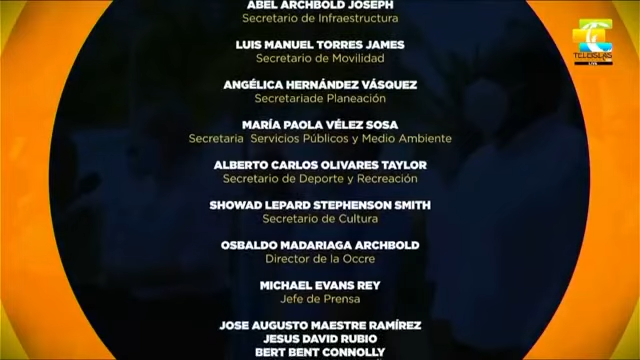 ABEL ARCHBOLD JOSEPH
Secretario de Infraestructura
LUIS MANUEL TORRES JAMES
Secretario de Movilidad
ANGÉLICA HERNÁNDEZ VÁSQUEZ
Secretariade Planeación
MARÍA PAOLA VÉLEZ SOSA
Secretaria Servicios Públicos y Medio Ambiente
ALBERTO CARLOS OLIVARES TAYLOR
Secretario de Deporte y Recreación
SHOWAD LEPARD STEPHENSON SMITH
Secretario de Cultura
OSBALDO MADARIAGA ARCHBOLD
Director de la Occre
MICHAEL EVANS REY
Jefe de Prensa
JOSE AUGUSTO MAESTRE RAMÍREZ
JESUS DAVID RUBIO
BERT BENT CONNOLLY
TELEISLAS
LIVE